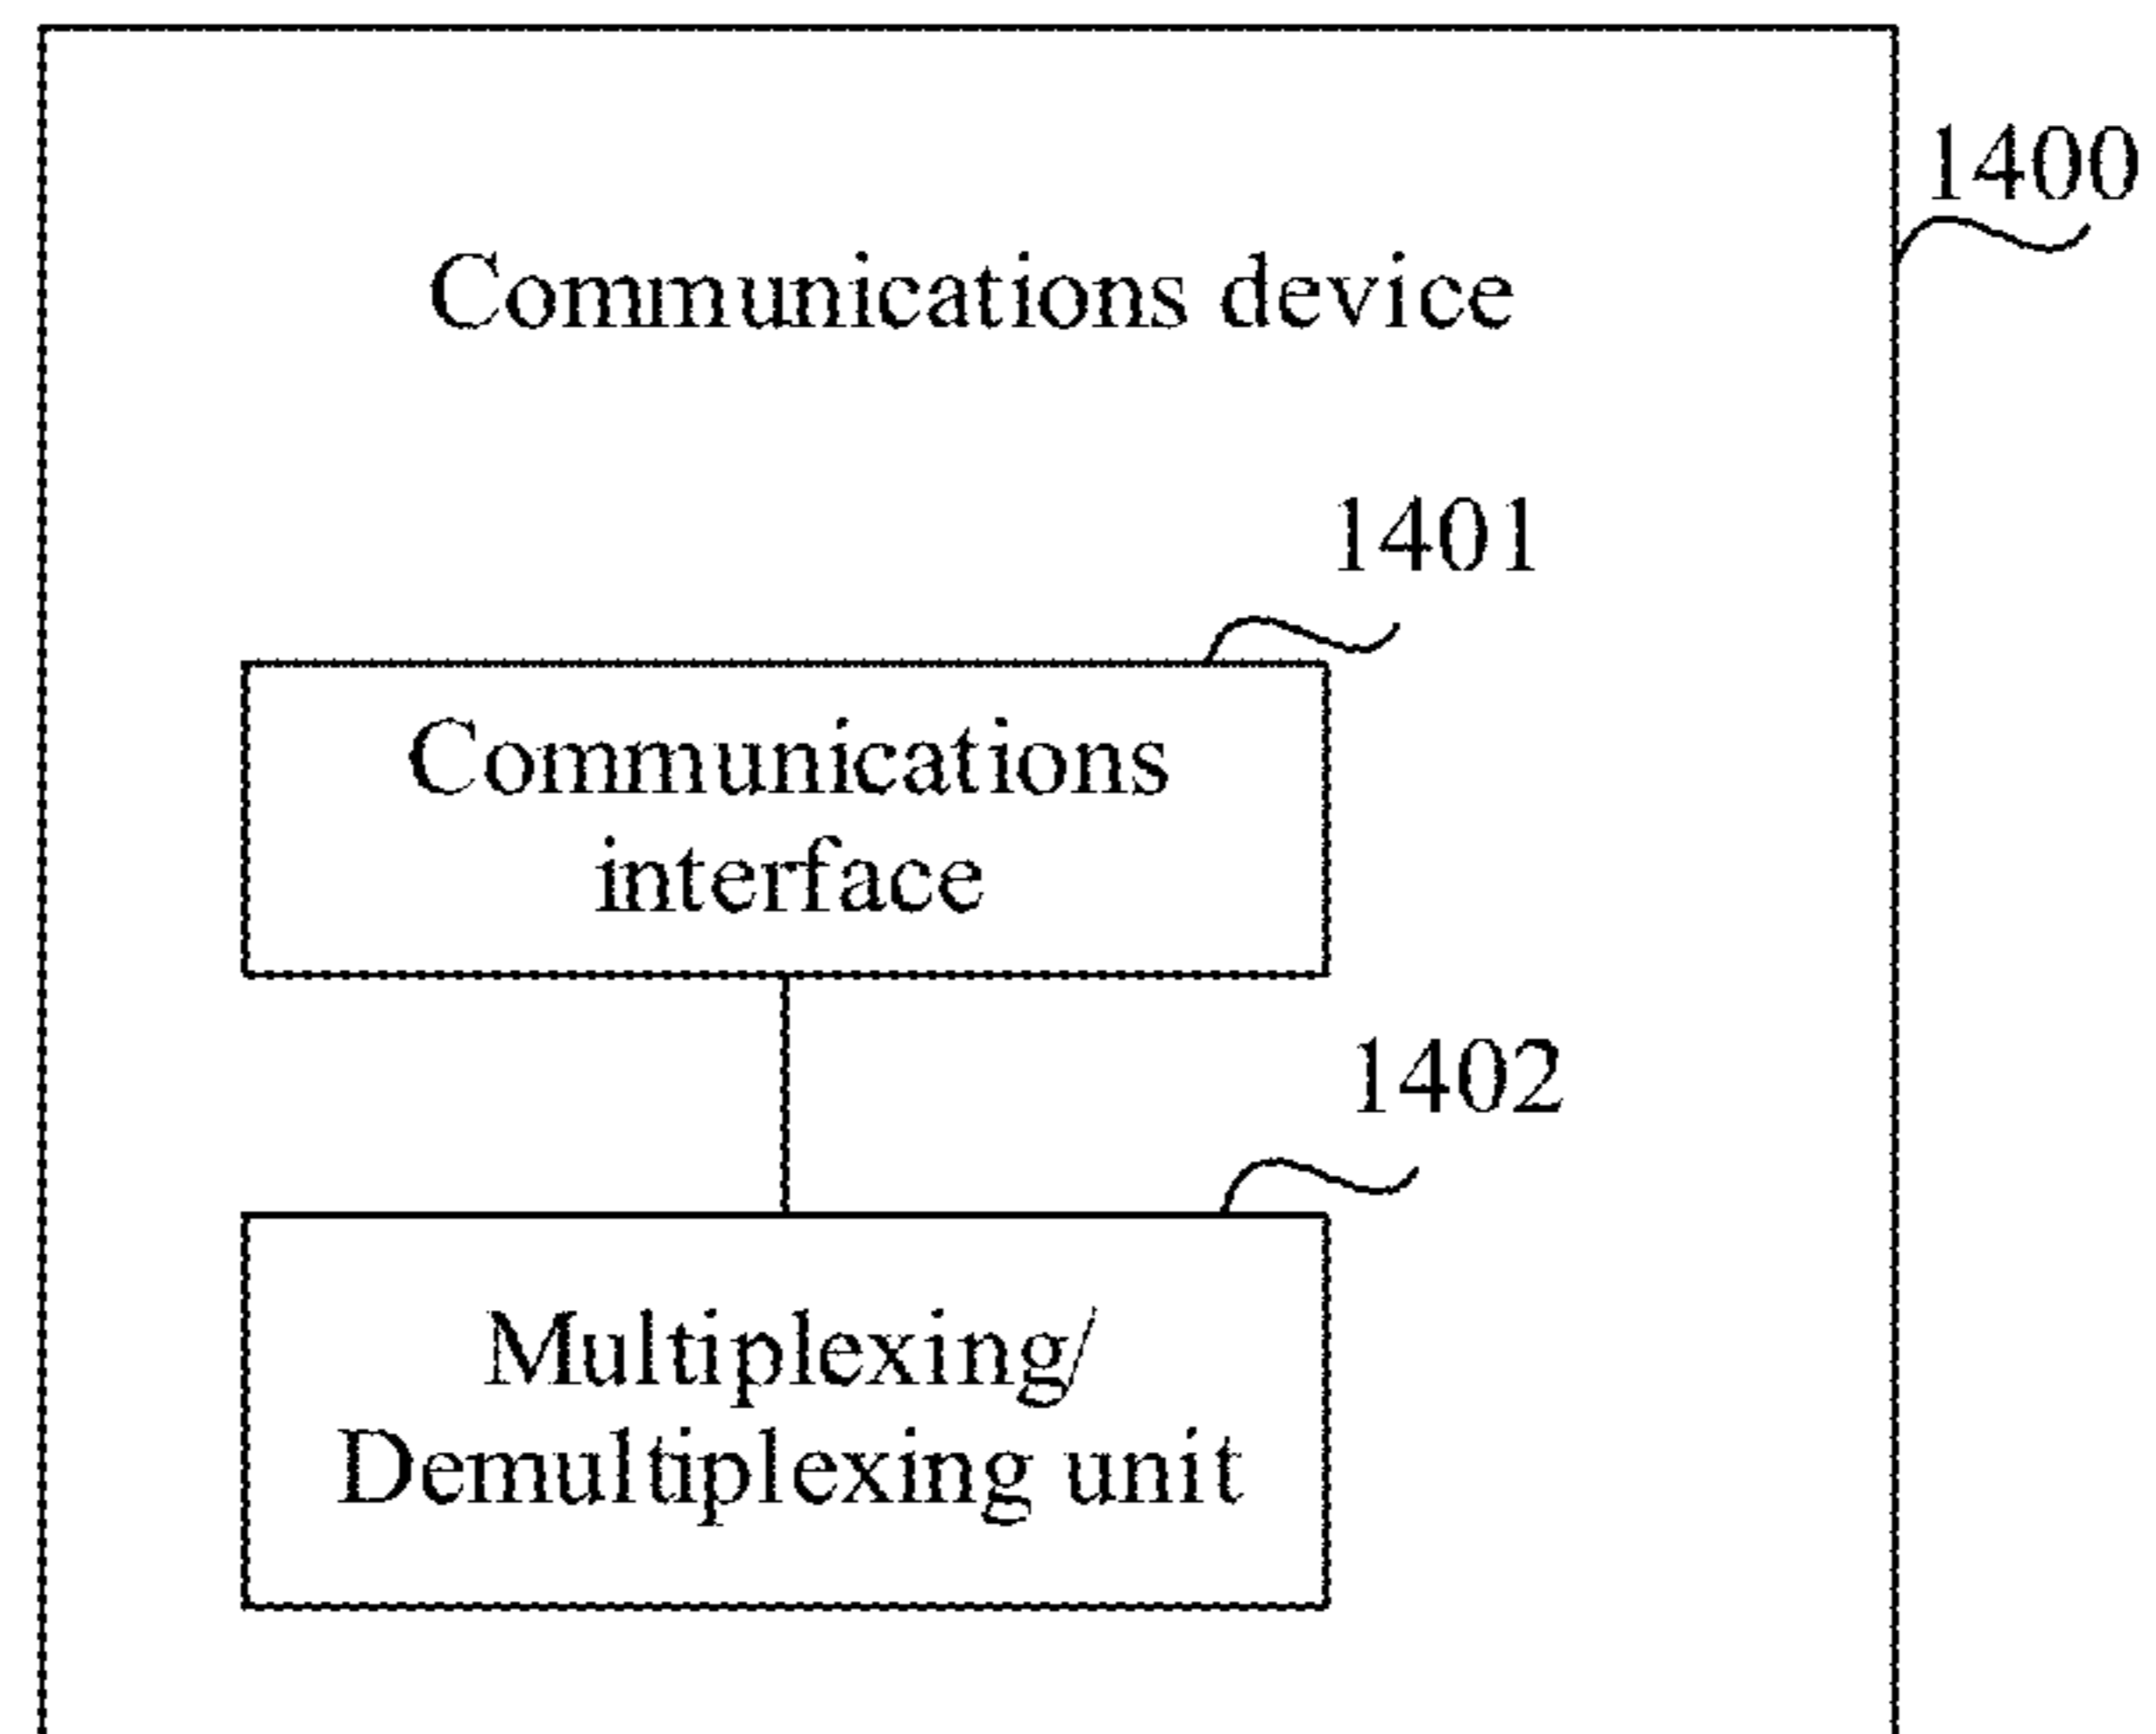 1400
Communications device
1401
Communications
interface
1402
Multiplexing/
Demultiplexing unit